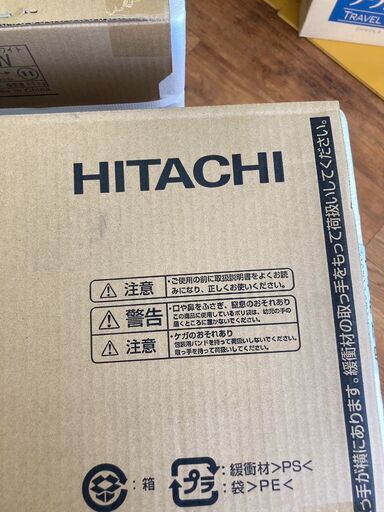 HITACHI
注意
・ご使用の前に取扱説明書をよくお読
みになり、正しくお使いください。
警告
・口や鼻をふさぎ、窒息のおそれあり
この商品に使用しているポリ袋は、幼児の手の
届くところに置かないでください。
注意
・ケガのおそれあり
包装用バンドを持って荷扱いしないでください。
取っ手を持って荷扱いしてください。
：箱
プラ
：緩衝材>PS<
：袋>PE<
っ手が横にあります。緩衝材の取っ手をもって荷扱いしてください。
TRAVEL